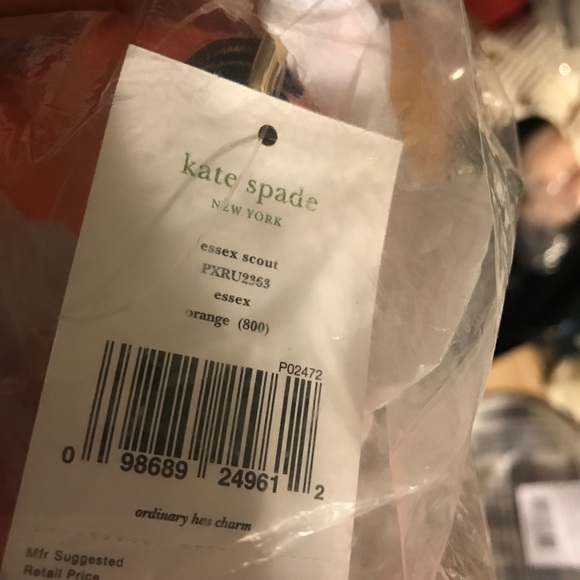 kate spade
NEW YORK
essex scout
PXRU2363
essex
orange (800)
P02472
0 98689 24961 2
ordinary hes charm
Mfr Suggested
Retail Price